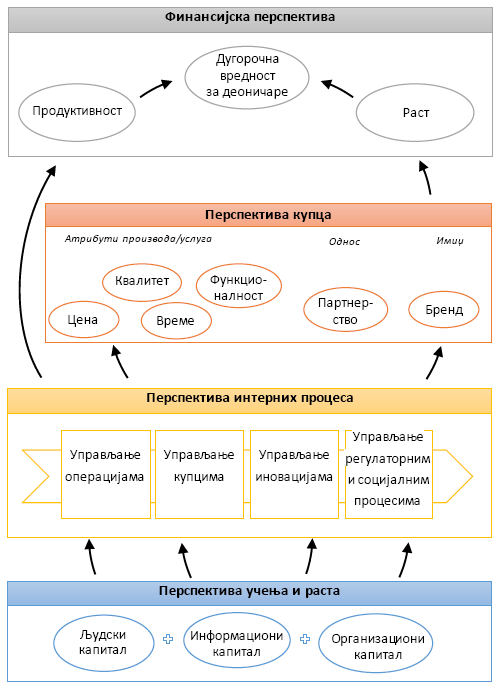 Финансијска перспектива
Дугорочна
вредност
за деоничаре
Продуктивност
Раст
Перспектива купца
Атрибути производа/услуга
Однос
Имиџ
Квалитет
Функцио-
налност
Цена
Време
Партнер-
ство
Бренд
Перспектива интерних процеса
Управљање
операцијама
Управљање
купцима
Управљање
иновацијама
Управљање
регулаторним
и социјалним
процесима
Перспектива учења и раста
Људски
капитал
Информациони
капитал
Организациони
капитал